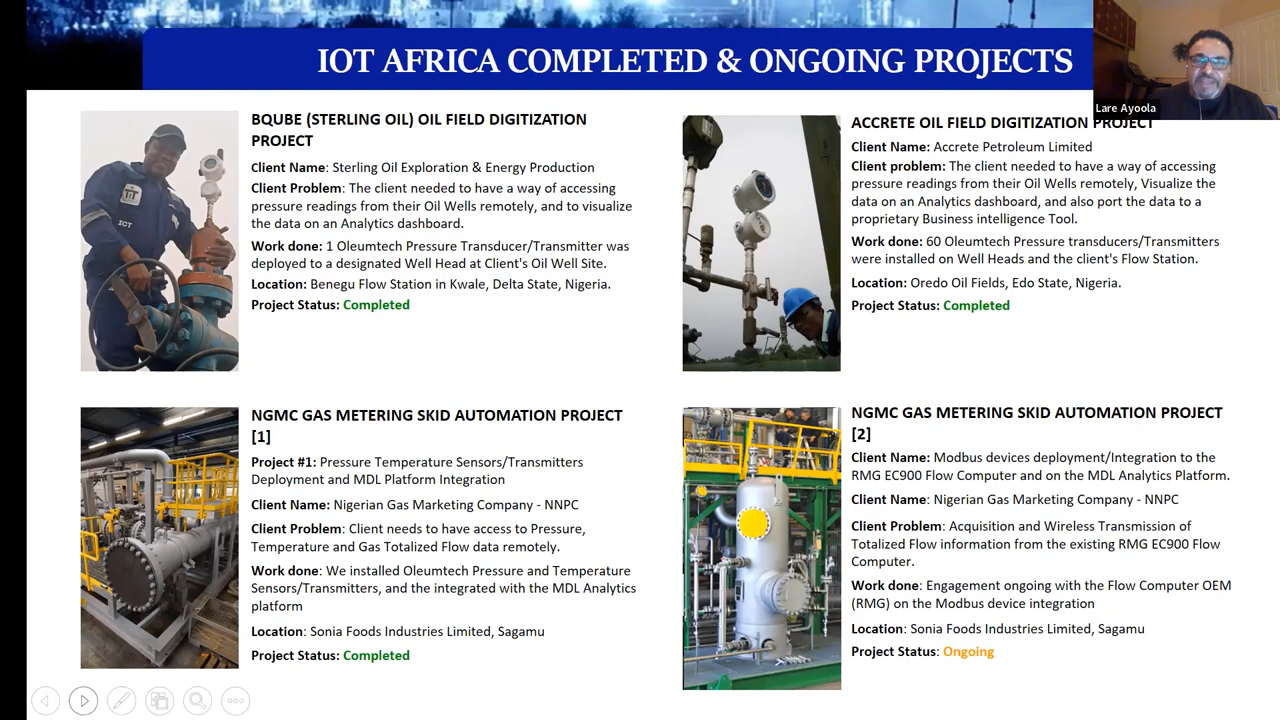 IOT AFRICA COMPLETED & ONGOING PROJECTS
Lare Ayoola
BQUBE (STERLING OIL) OIL FIELD DIGITIZATION
PROJECT
Client Name: Sterling Oil Exploration & Energy Production
Client Problem: The client needed to have a way of accessing
pressure readings from their Oil Wells remotely, and to visualize
the data on an Analytics dashboard.
Work done: 1 Oleumtech Pressure Transducer/Transmitter was
deployed to a designated Well Head at Client's Oil Well Site.
Location: Benegu Flow Station in Kwale, Delta State, Nigeria.
Project Status: Completed
IOT
ACCRETE OIL FIELD DIGITIZATION PROJECT
Client Name: Accrete Petroleum Limited
Client problem: The client needed to have a way of accessing
pressure readings from their Oil Wells remotely, Visualize the
data on an Analytics dashboard, and also port the data to a
proprietary Business intelligence Tool.
Work done: 60 Oleumtech Pressure transducers/Transmitters
were installed on Well Heads and the client's Flow Station.
Location: Oredo Oil Fields, Edo State, Nigeria.
Project Status: Completed
NGMC GAS METERING SKID AUTOMATION PROJECT
[1]
Project #1: Pressure Temperature Sensors/Transmitters
Deployment and MDL Platform Integration
Client Name: Nigerian Gas Marketing Company - NNPC
Client Problem: Client needs to have access to Pressure,
Temperature and Gas Totalized Flow data remotely.
Work done: We installed Oleumtech Pressure and Temperature
Sensors/Transmitters, and the integrated with the MDL Analytics
platform
Location: Sonia Foods Industries Limited, Sagamu
Project Status: Completed
NGMC GAS METERING SKID AUTOMATION PROJECT
[2]
Client Name: Modbus devices deployment/Integration to the
RMG EC900 Flow Computer and on the MDL Analytics Platform.
Client Name: Nigerian Gas Marketing Company - NNPC
Client Problem: Acquisition and Wireless Transmission of
Totalized Flow information from the existing RMG EC900 Flow
Computer.
Work done: Engagement ongoing with the Flow Computer OEM
(RMG) on the Modbus device integration
Location: Sonia Foods Industries Limited, Sagamu
Project Status: Ongoing